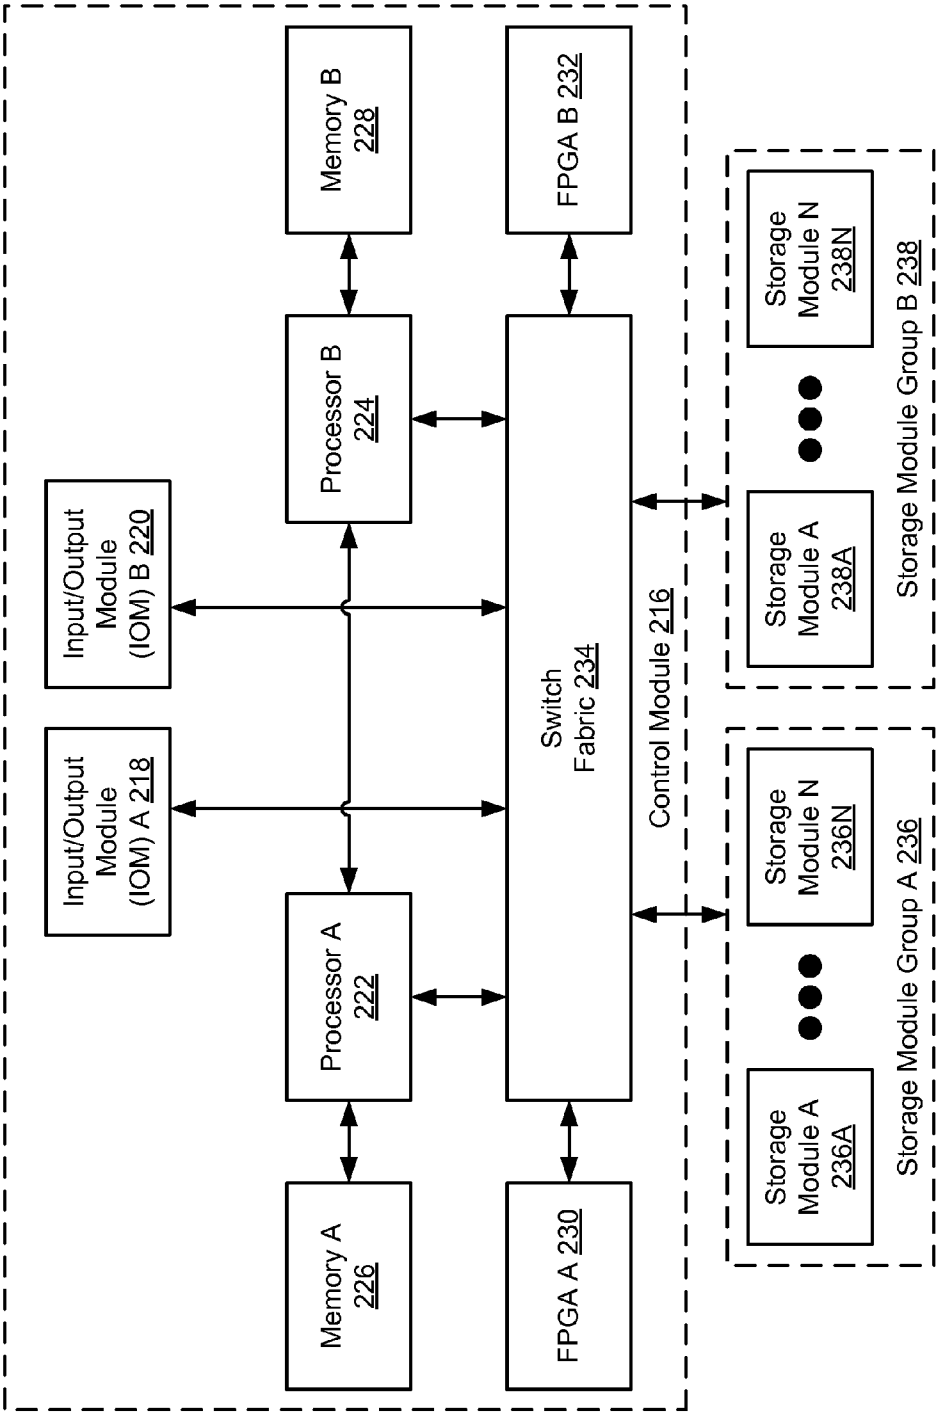 Input/Output
Module
(IOM) A 218
Input/Output
Module
(IOM) B 220
Memory A
226
Processor A
222
Processor B
224
Memory B
228
FPGA A 230
Switch
Fabric 234
FPGA B 232
Control Module 216
Storage
Module A
236A
Storage
Module N
236N
Storage Module Group A 236
Storage
Module A
238A
Storage
Module N
238N
Storage Module Group B 238